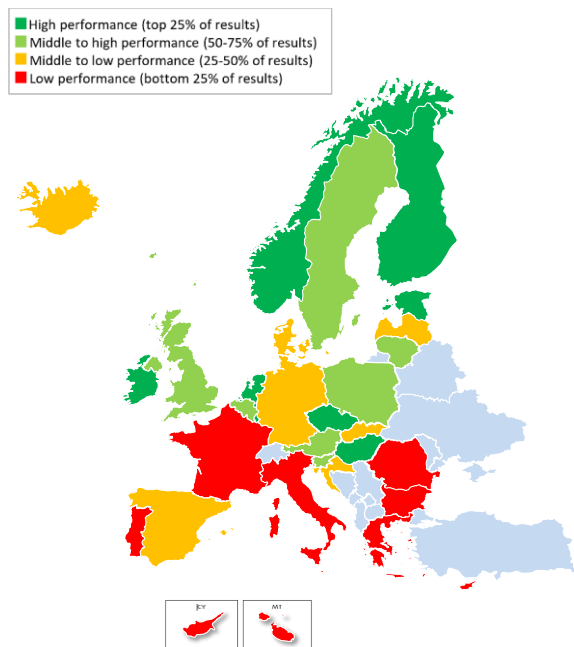 High performance (top 25% of results)
Middle to high performance (50-75% of results)
Middle to low performance (25-50% of results)
Low performance (bottom 25% of results)
CY
MT